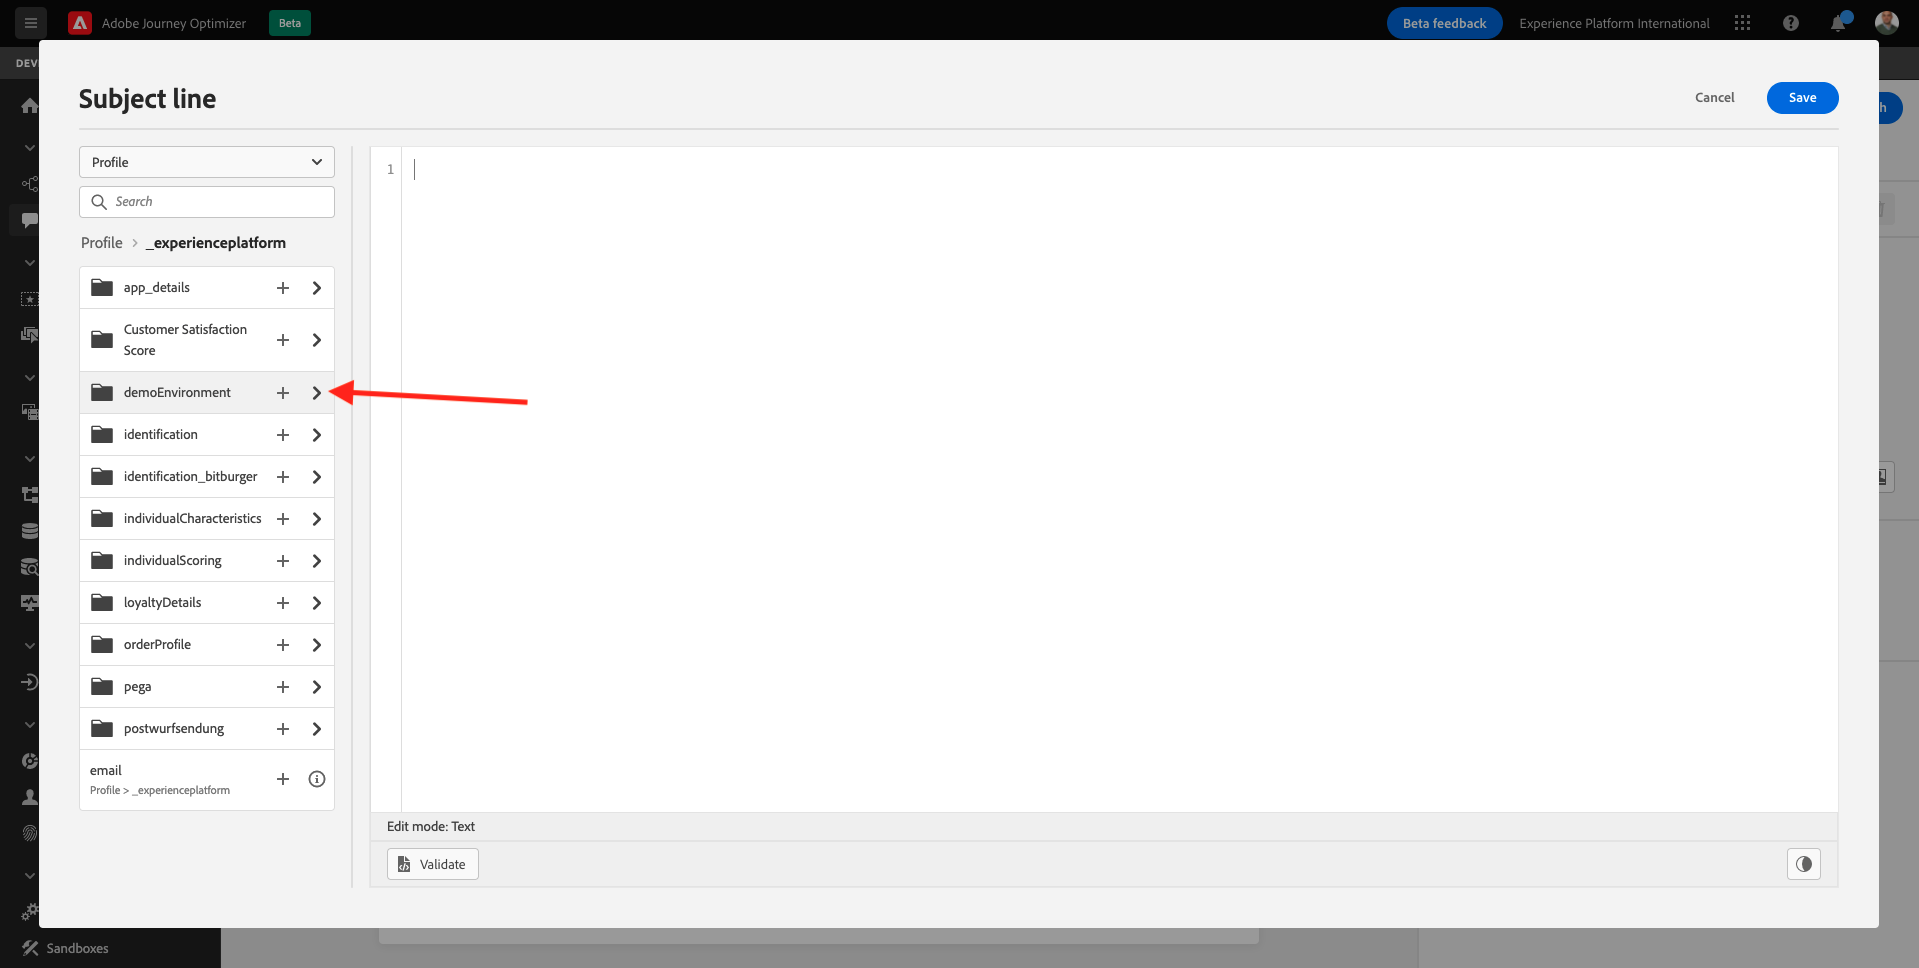 Adobe Journey Optimizer
Beta
Beta feedback
Experience Platform International
DEV
Subject line
Cancel
Save
Profile
Search
Profile > _experienceplatform
app_details
Customer Satisfaction
Score
demoEnvironment
identification
identification_bitburger
individualCharacteristics
individualScoring
loyaltyDetails
orderProfile
pega
postwurfsendung
email
Profile > _experienceplatform
1
Edit mode: Text
Validate
Sandboxes